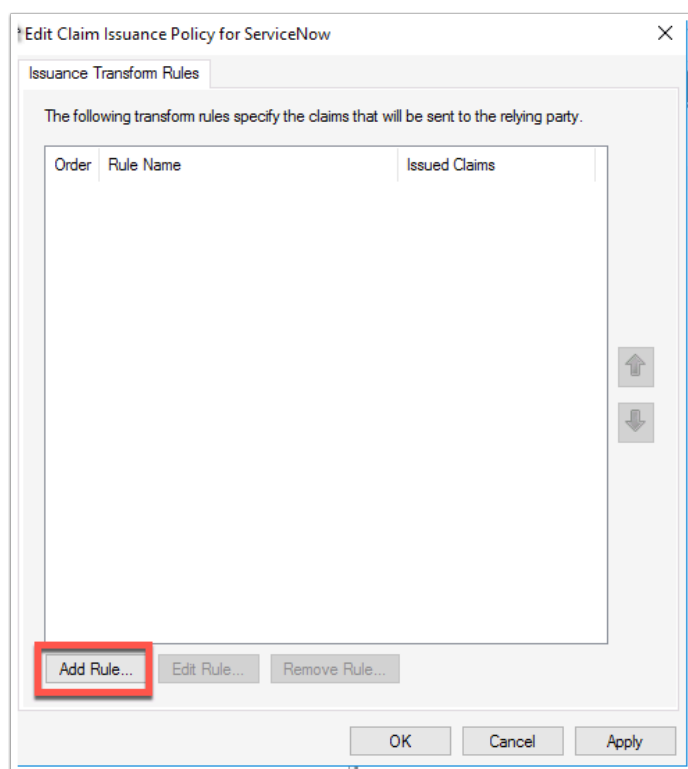 Edit Claim Issuance Policy for ServiceNow
Issuance Transform Rules
The following transform rules specify the claims that will be sent to the relying party.
Order Rule Name Issued Claims
Add Rule... Edit Rule... Remove Rule...
OK Cancel Apply